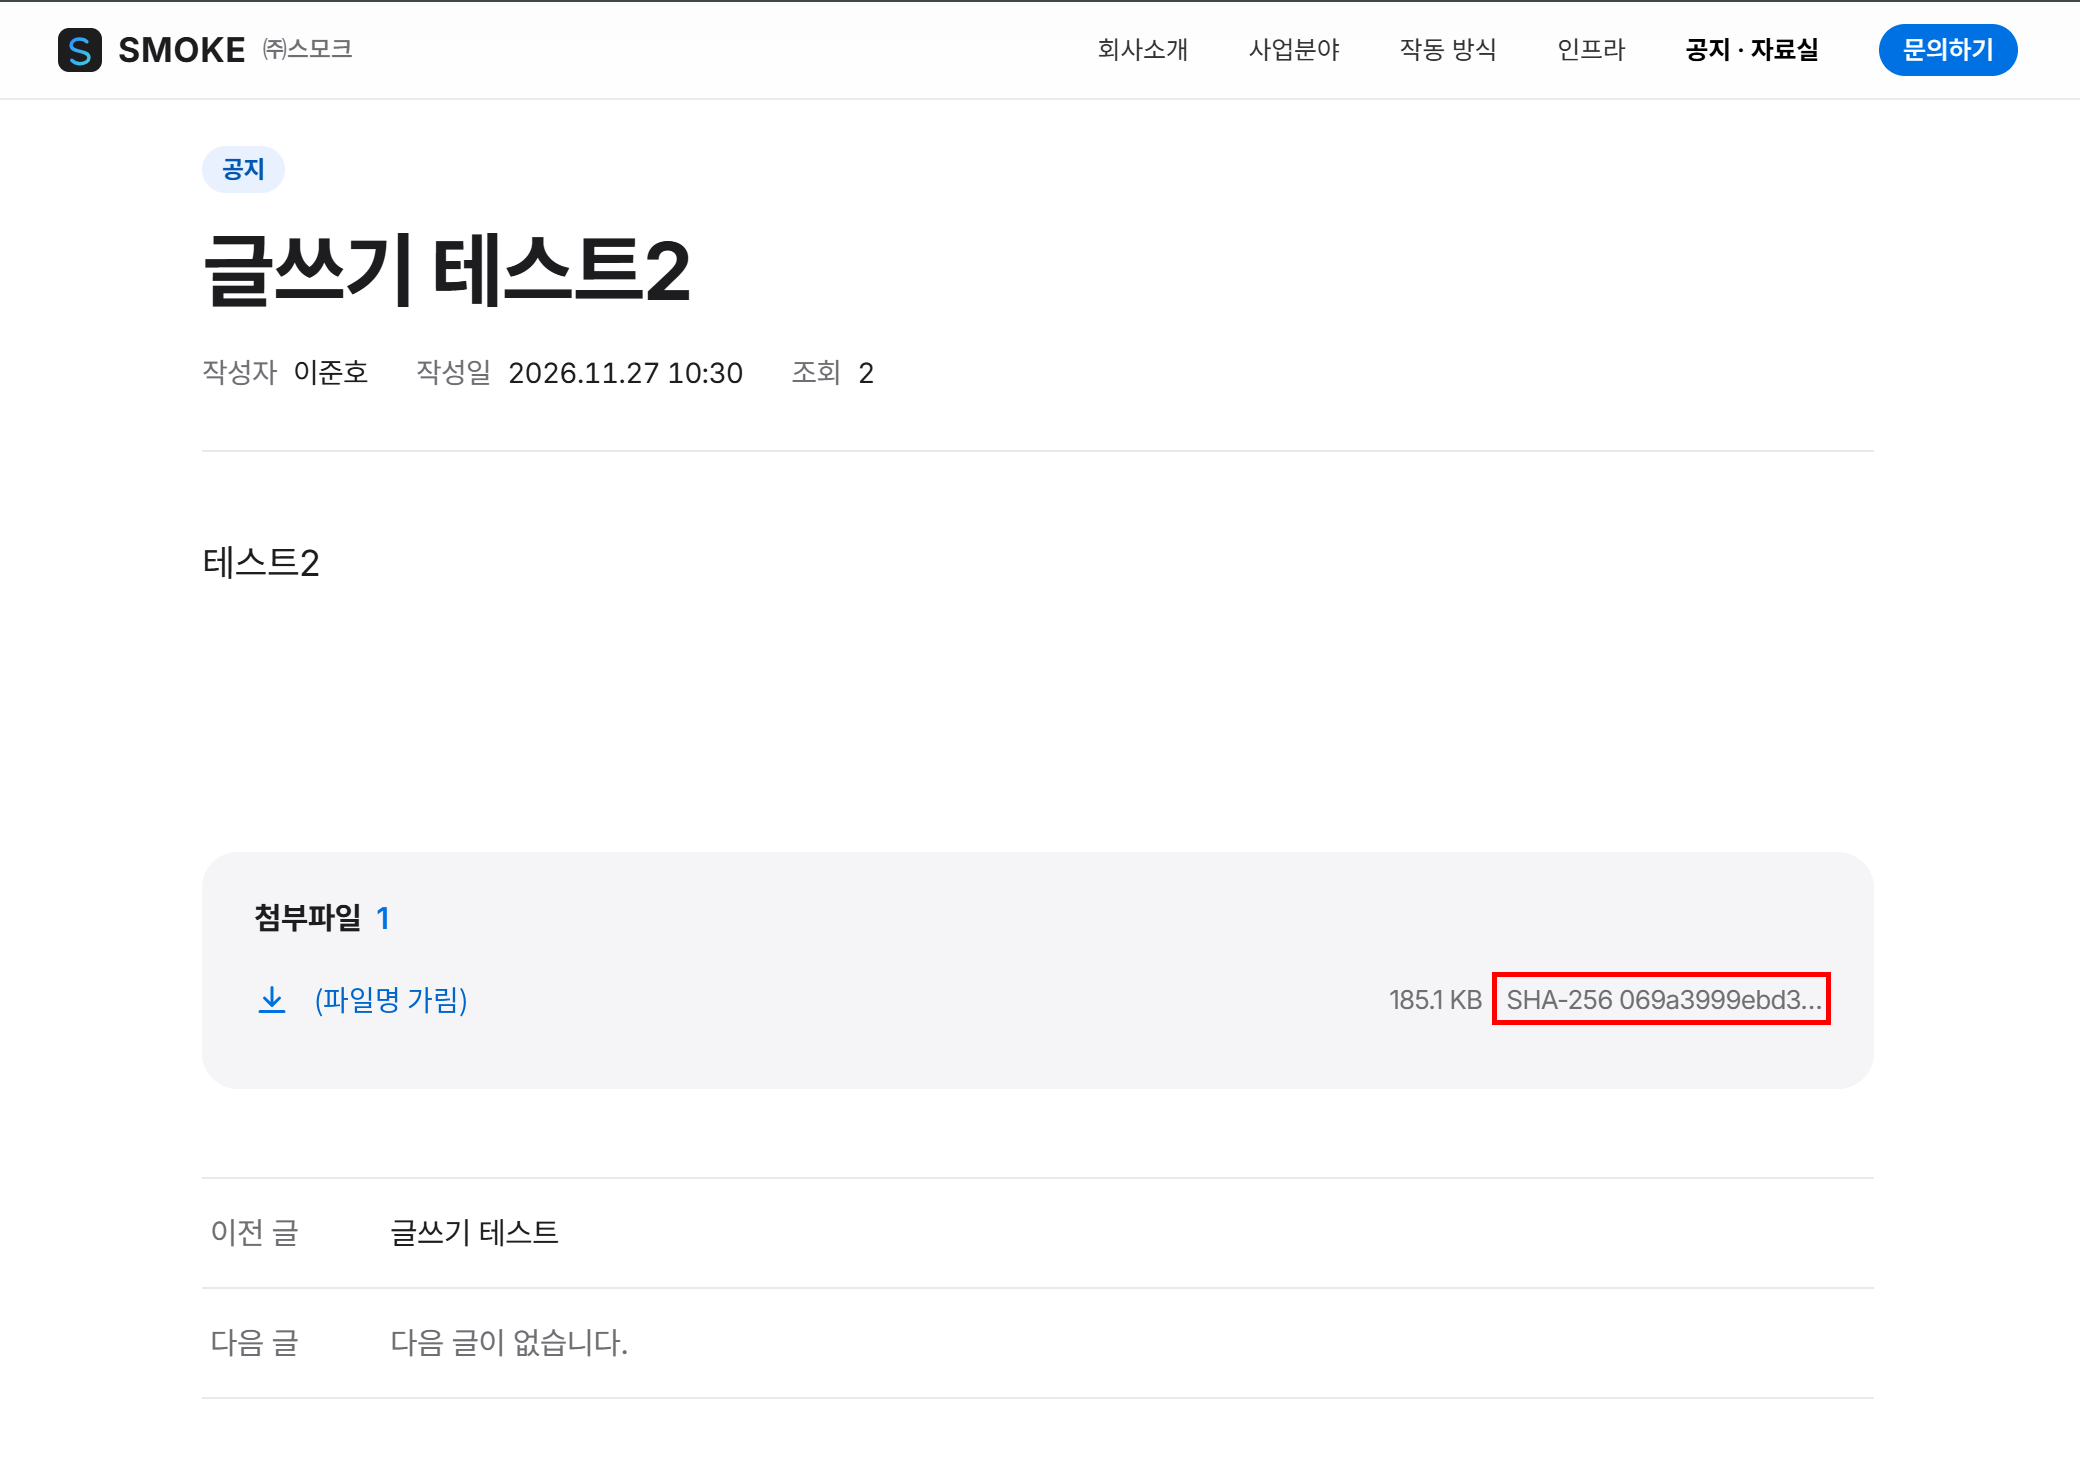 S SMOKE ㈜스모크 회사소개 사업분야 작동 방식 인프라 공지 · 자료실 문의하기
공지
글쓰기 테스트2
작성자 이준호 작성일 2026.11.27 10:30 조회 2
테스트2
첨부파일 1
(파일명 가림) 185.1 KB SHA-256 069a3999ebd3...
이전 글 글쓰기 테스트
다음 글 다음 글이 없습니다.